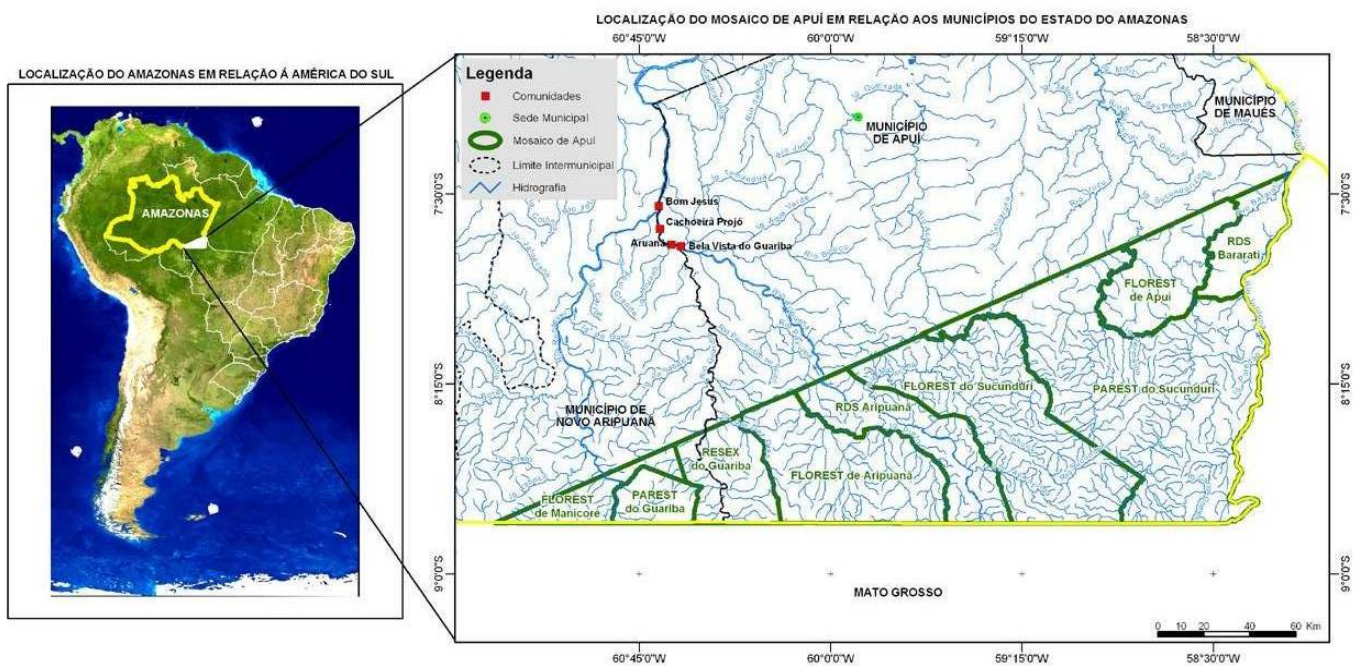 LOCALIZAÇÃO DO MOSAICO DE APUÍ EM RELAÇÃO AOS MUNICÍPIOS DO ESTADO DO AMAZONAS
LOCALIZAÇÃO DO AMAZONAS EM RELAÇÃO Á AMÉRICA DO SUL
AMAZONAS
60°45'0"W
60°0'0"W
59°15'0"W
58°30'0"W
Legenda
Comunidades
Sede Municipal
Mosaico de Apuí
Limite Intermunicipal
Hidrografia
MUNICÍPIO
DE APUÍ
MUNICÍPIO
DE MAUÉS
7°30'0"S
7°30'0"S
Bom Jesus
Cachoeira Projó
Aruanã
Bela Vista do Guariba
RDS
Bararati
FLOREST
de Apuí
8°15'0"S
8°15'0"S
FLOREST do Sucunduri
PAREST do Sucunduri
RDS Aripuanã
MUNICÍPIO DE
NOVO ARIPUANÃ
RESEX
do Guariba
FLOREST de Aripuanã
FLOREST
de Manicoré
PAREST
do Guariba
9°0'0"S
9°0'0"S
MATO GROSSO
0 10 20 40 60 Km
60°45'0"W
60°0'0"W
59°15'0"W
58°30'0"W